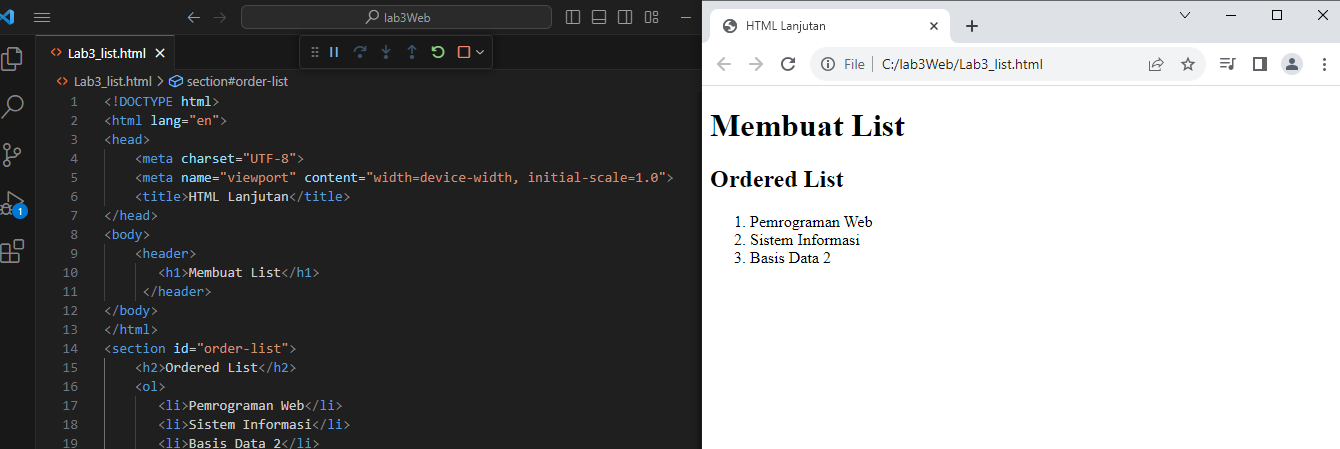 lab3Web
Lab3_list.html
Lab3_list.html > section#order-list
1 <!DOCTYPE html>
2 <html lang="en">
3 <head>
4 <meta charset="UTF-8">
5 <meta name="viewport" content="width=device-width, initial-scale=1.0">
6 <title>HTML Lanjutan</title>
7 </head>
8 <body>
9 <header>
10 <h1>Membuat List</h1>
11 </header>
12 </body>
13 </html>
14 <section id="order-list">
15 <h2>Ordered List</h2>
16 <ol>
17 <li>Pemrograman Web</li>
18 <li>Sistem Informasi</li>
19 <li>Basis Data 2</li>
1
HTML Lanjutan
File | C:/lab3Web/Lab3_list.html
Membuat List
Ordered List
1. Pemrograman Web
2. Sistem Informasi
3. Basis Data 2